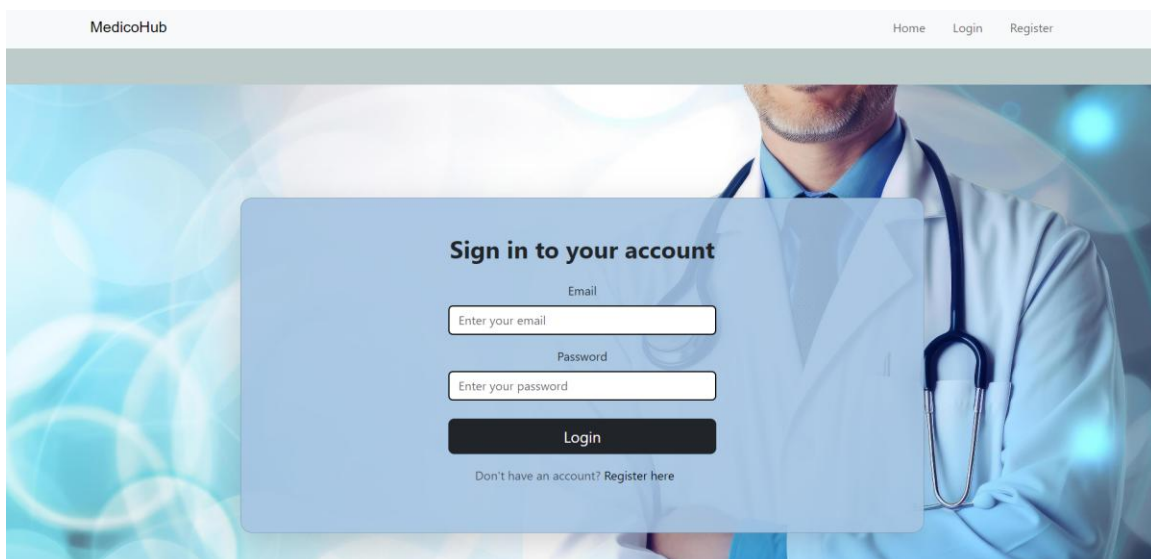 MedicoHub
Home Login Register
Sign in to your account
Email
Enter your email
Password
Enter your password
Login
Don't have an account? Register here